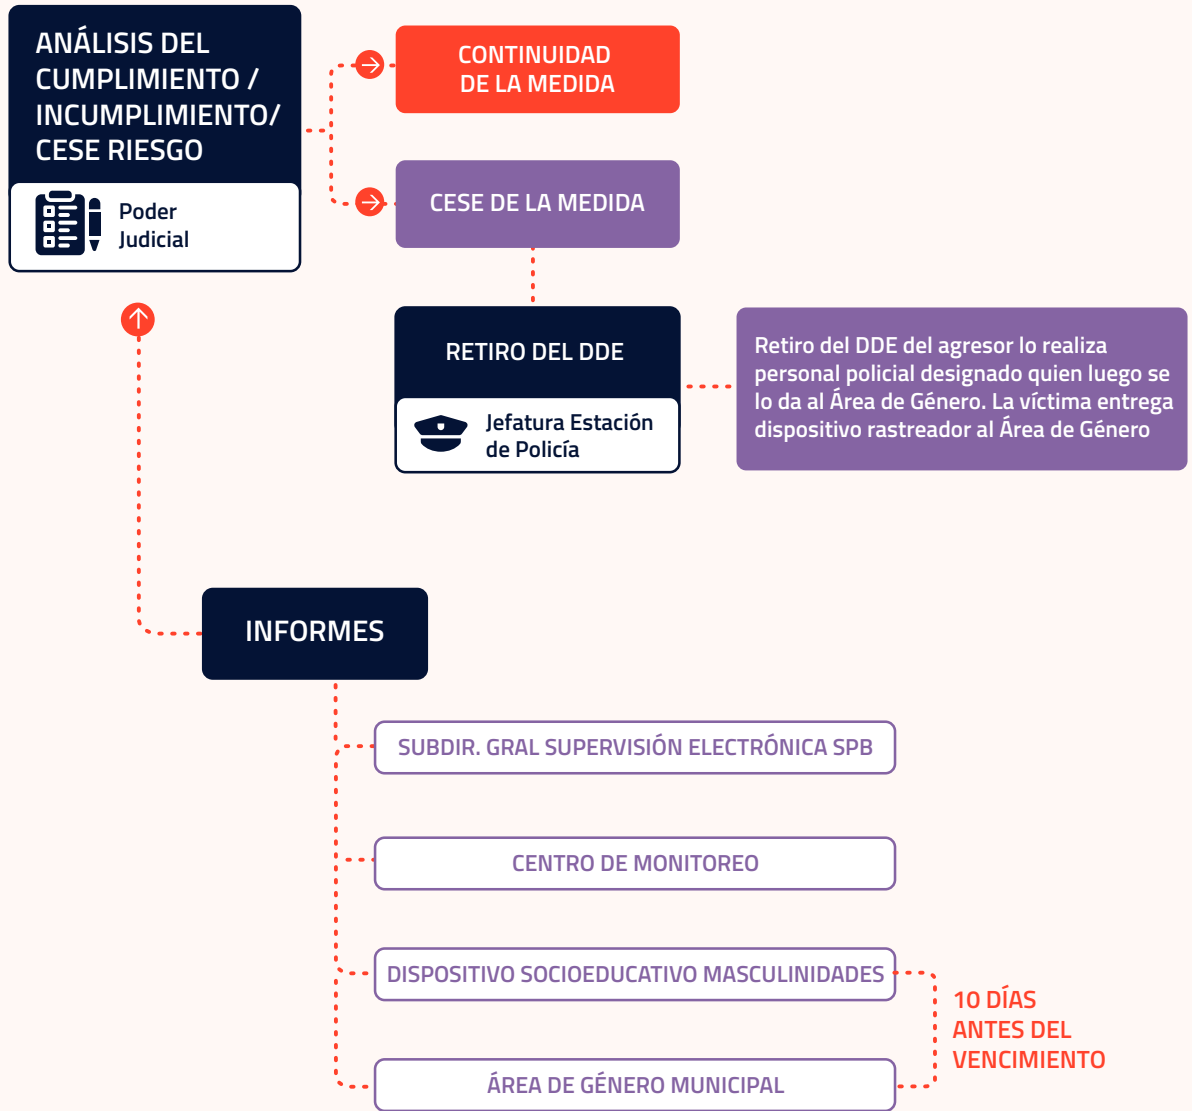 ANÁLISIS DEL
CUMPLIMIENTO /
INCUMPLIMIENTO/
CESE RIESGO
Poder
Judicial
CONTINUIDAD
DE LA MEDIDA
CESE DE LA MEDIDA
RETIRO DEL DDE
Jefatura Estación
de Policía
Retiro del DDE del agresor lo realiza
personal policial designado quien luego se
lo da al Área de Género. La víctima entrega
dispositivo rastreador al Área de Género
INFORMES
SUBDIR. GRAL SUPERVISIÓN ELECTRÓNICA SPB
CENTRO DE MONITOREO
DISPOSITIVO SOCIOEDUCATIVO MASCULINIDADES
ÁREA DE GÉNERO MUNICIPAL
10 DÍAS
ANTES DEL
VENCIMIENTO